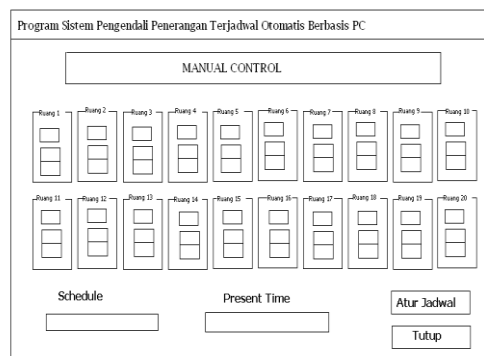 Program Sistem Pengendali Penerangan Terjadwal Otomatis Berbasis PC
MANUAL CONTROL
Ruang 1 Ruang 2 Ruang 3 Ruang 4 Ruang 5 Ruang 6 Ruang 7 Ruang 8 Ruang 9 Ruang 10
Ruang 11 Ruang 12 Ruang 13 Ruang 14 Ruang 15 Ruang 16 Ruang 17 Ruang 18 Ruang 19 Ruang 20
Schedule Present Time Atur Jadwal
Tutup